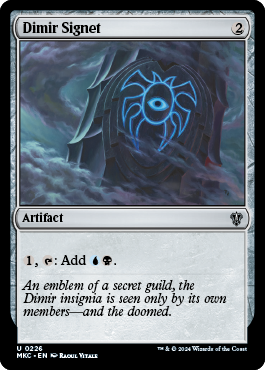 Dimir Signet 2
Artifact
1, : Add .
An emblem of a secret guild, the
Dimir insignia is seen only by its own
members—and the doomed.
U 0226
MKC • EN Raoul Vitale
™ & © 2024 Wizards of the Coast